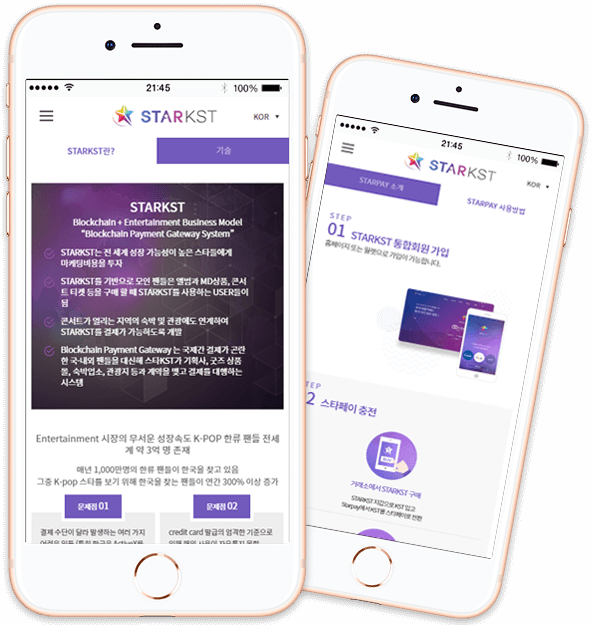 21:45
100%
STARKST
KOR
STARKST란?
기술
STARKST
Blockchain + Entertainment Business Model
"Blockchain Payment Gateway System"
STARKST는 전 세계 성장 가능성이 높은 스타들에게
마케팅비용을 투자
STARKST를 기반으로 모인 팬들은 앨범과 MD상품, 콘서
트 티켓 등을 구매 할 때 STARKST를 사용하는 USER들이
됨
콘서트가 열리는 지역의 숙박 및 관광에도 연계하여
STARKST를 결제가 가능하도록 개발
Blockchain Payment Gateway 는 국제간 결제가 곤란
한 국·내외 팬들을 대신해 스타KST가 기획사, 굿즈 상품
몰, 숙박업소, 관광지 등과 계약을 맺고 결제를 대행하는
시스템
Entertainment 시장의 무서운 성장속도 K-POP 한류 팬들 전세
계 약 3억 명 존재
매년 1,000만명의 한류 팬들이 한국을 찾고 있음
그중 K-pop 스타를 보기 위해 한국을 찾는 팬들이 연간 300% 이상 증가
문제점 01
문제점 02
결제 수단이 달라 발생하는 여러 가지
credit card 발급의 엄격한 기준으로
21:45
100%
STARKST
KOR
STARPAY 소개
STARPAY 사용방법
STEP
01 STARKST 통합회원 가입
홈페이지 또는 월렛으로 가입이 가능합니다.
TEP
2 스타페이 충전
거래소에서 STARKST 구매
STARKST 지갑으로 KST 입고
Starpay에서 KST를 스타페이로 전환